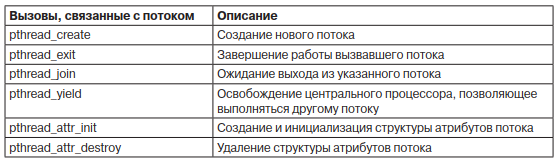 Вызовы, связанные с потоком Описание
pthread_create Создание нового потока
pthread_exit Завершение работы вызвавшего потока
pthread_join Ожидание выхода из указанного потока
pthread_yield Освобождение центрального процессора, позволяющее
выполняться другому потоку
pthread_attr_init Создание и инициализация структуры атрибутов потока
pthread_attr_destroy Удаление структуры атрибутов потока